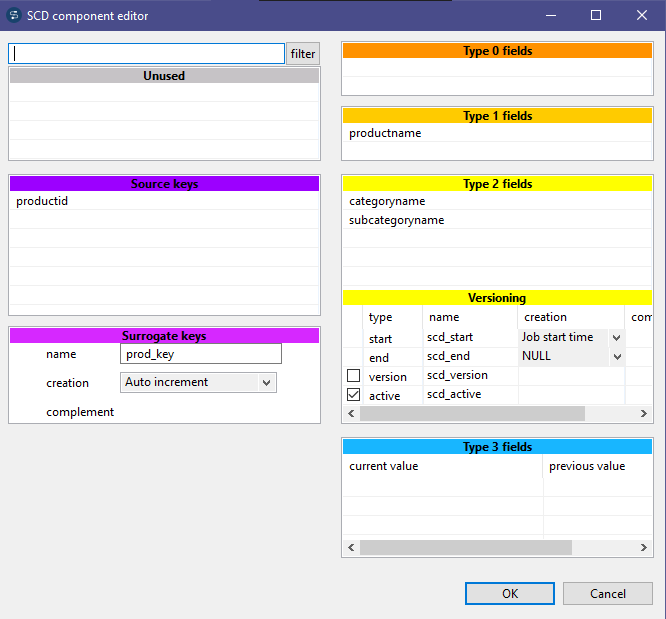 SCD component editor
filter
Unused
Source keys
productid
Surrogate keys
name prod_key
creation Auto increment
complement
Type 0 fields
Type 1 fields
productname
Type 2 fields
categoryname
subcategoryname
Versioning
type name creation com
start scd_start Job start time
end scd_end NULL
version scd_version
active scd_active
Type 3 fields
current value previous value
OK Cancel